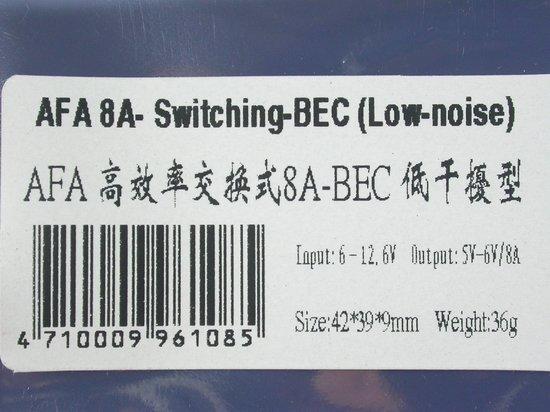 AFA 8A- Switching-BEC (Low-noise)
AFA 高效率交換式8A-BEC 低干擾型
Input: 6-12.6V Output: 5V-6V/8A
Size:42*39*9mm Weight:36g
4 710009 961085